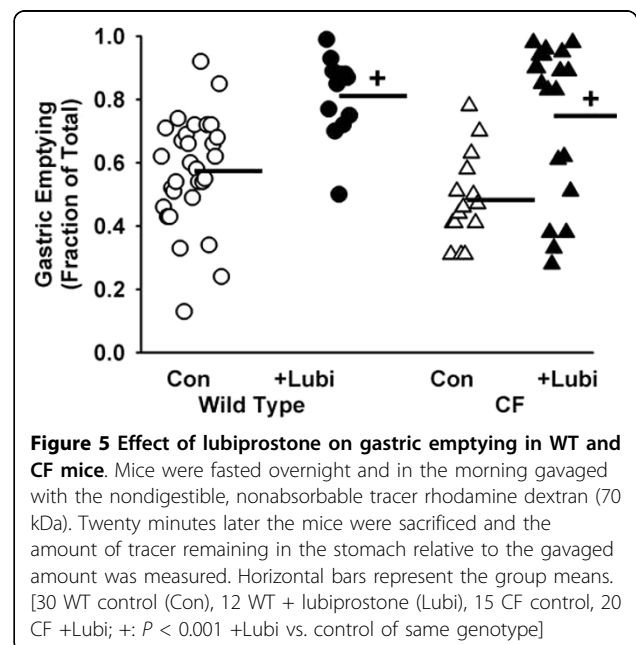 1.0
0.8
0.6
0.4
0.2
0.0
Gastric Emptying
(Fraction of Total)
+
+
Con
+Lubi
Con
+Lubi
Wild Type
CF
Figure 5 Effect of lubiprostone on gastric emptying in WT and
CF mice. Mice were fasted overnight and in the morning gavaged
with the nondigestible, nonabsorbable tracer rhodamine dextran (70
kDa). Twenty minutes later the mice were sacrificed and the
amount of tracer remaining in the stomach relative to the gavaged
amount was measured. Horizontal bars represent the group means.
[30 WT control (Con), 12 WT + lubiprostone (Lubi), 15 CF control, 20
CF +Lubi; +: P < 0.001 +Lubi vs. control of same genotype]